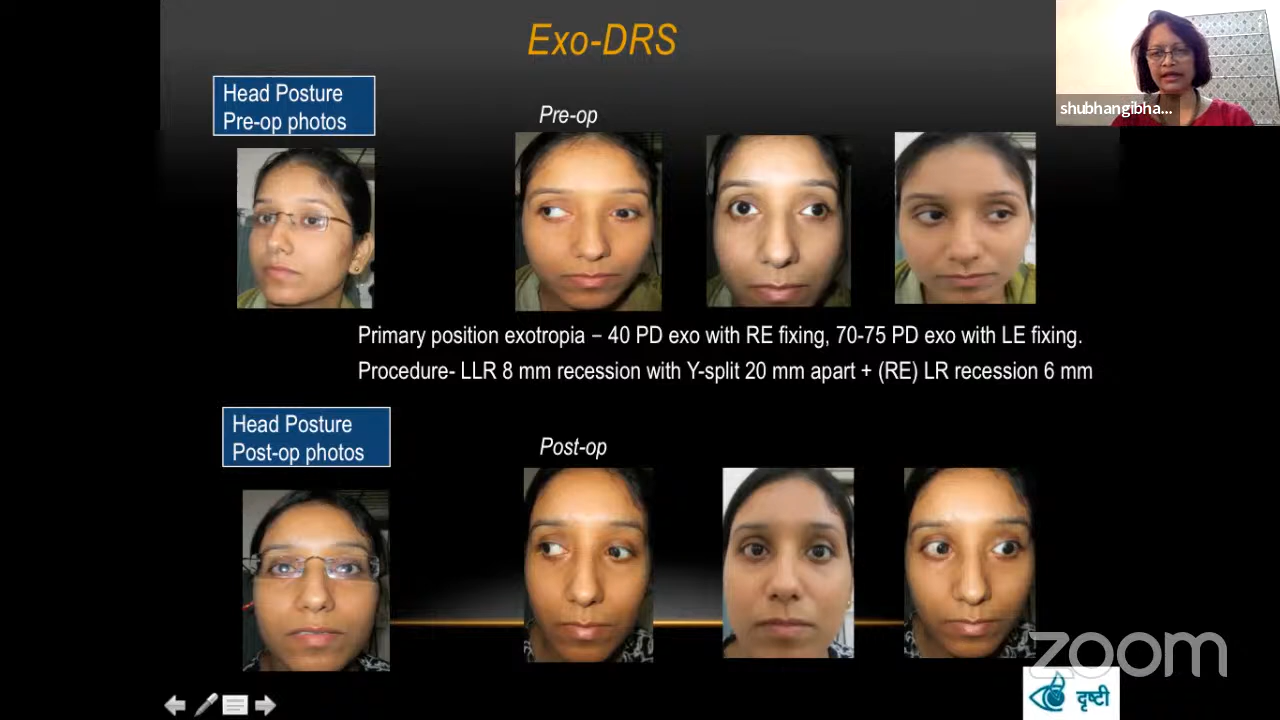 Exo-DRS
shubhangibha...
Head Posture
Pre-op photos
Pre-op
Primary position exotropia – 40 PD exo with RE fixing, 70-75 PD exo with LE fixing.
Procedure- LLR 8 mm recession with Y-split 20 mm apart + (RE) LR recession 6 mm
Head Posture
Post-op photos
Post-op
zoom
दृष्टी